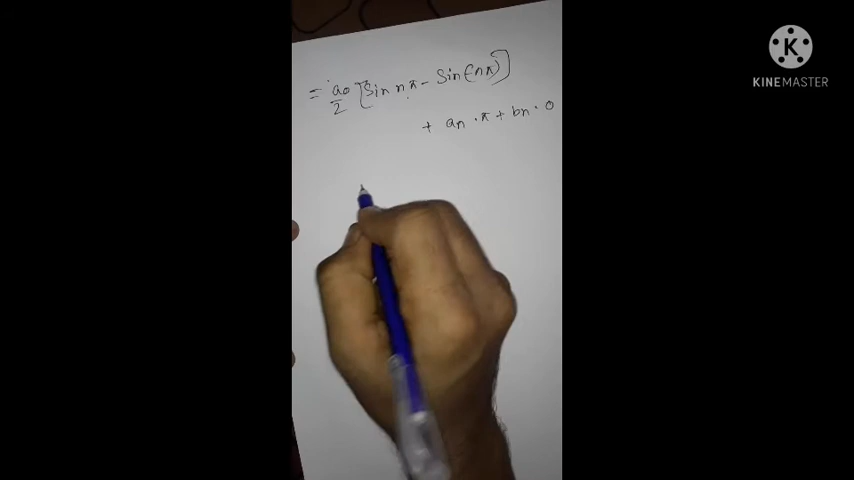 = a0/2 [Sin nπ - Sin(-nπ)]
+ an · π + bn · 0
K
KINEMASTER